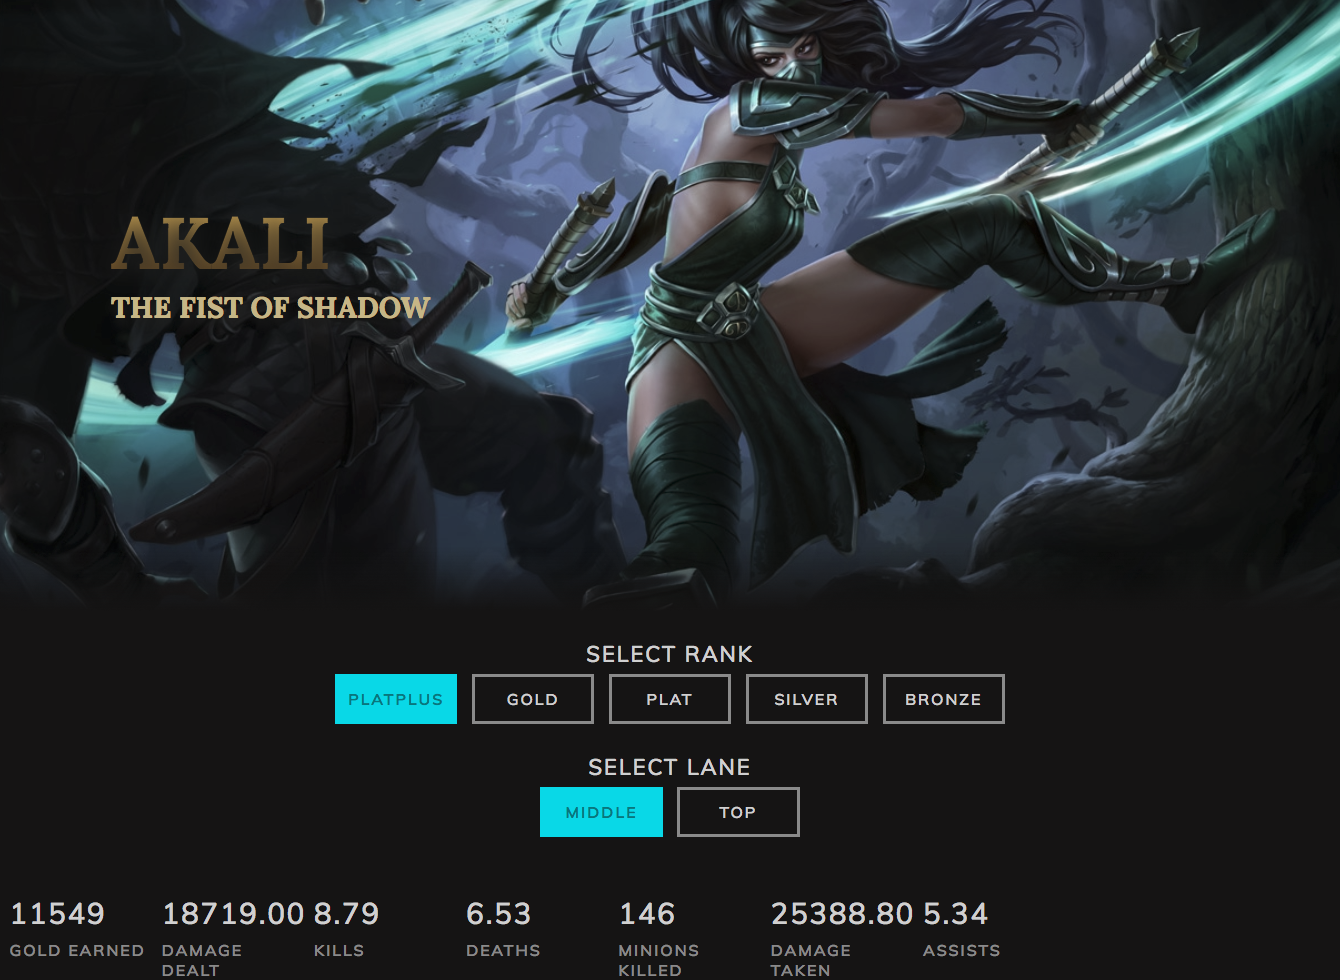 AKALI
THE FIST OF SHADOW
SELECT RANK
PLATPLUS GOLD PLAT SILVER BRONZE
SELECT LANE
MIDDLE TOP
11549 18719.00 8.79 6.53 146 25388.80 5.34
GOLD EARNED DAMAGE KILLS DEATHS MINIONS DAMAGE ASSISTS
DEALT KILLED TAKEN